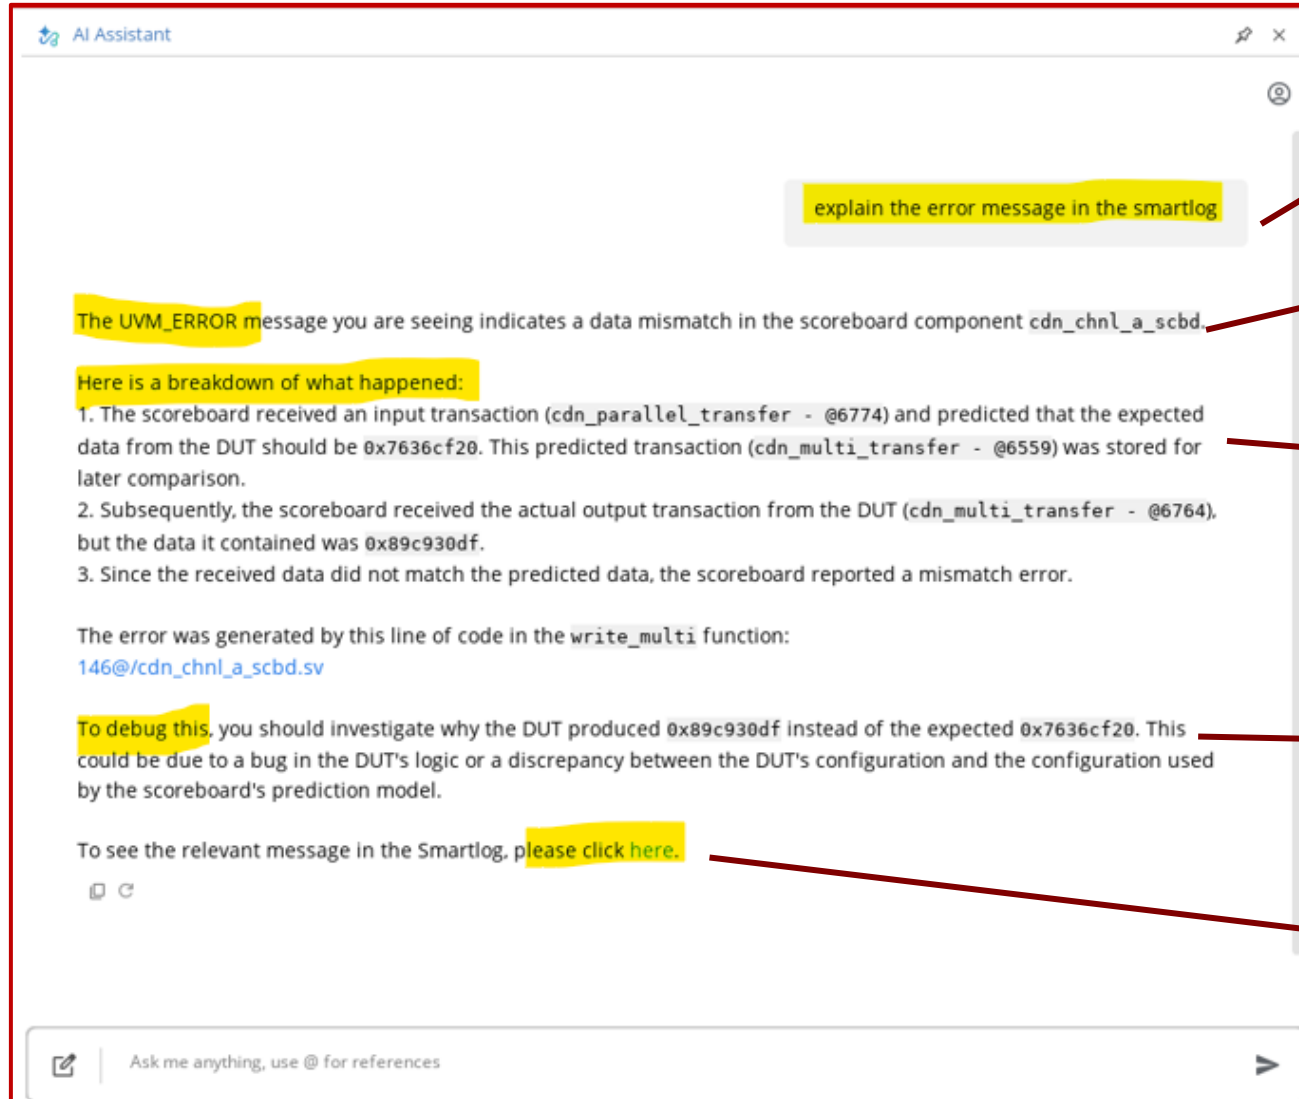 AI Assistant
explain the error message in the smartlog
The UVM_ERROR message you are seeing indicates a data mismatch in the scoreboard component cdn_chnl_a_scbd.
Here is a breakdown of what happened:
1. The scoreboard received an input transaction (cdn_parallel_transfer - @6774) and predicted that the expected
data from the DUT should be 0x7636cf20. This predicted transaction (cdn_multi_transfer - @6559) was stored for
later comparison.
2. Subsequently, the scoreboard received the actual output transaction from the DUT (cdn_multi_transfer - @6764),
but the data it contained was 0x89c930df.
3. Since the received data did not match the predicted data, the scoreboard reported a mismatch error.
The error was generated by this line of code in the write_multi function:
146@/cdn_chnl_a_scbd.sv
To debug this, you should investigate why the DUT produced 0x89c930df instead of the expected 0x7636cf20. This
could be due to a bug in the DUT's logic or a discrepancy between the DUT's configuration and the configuration used
by the scoreboard's prediction model.
To see the relevant message in the Smartlog, please click here.
Ask me anything, use @ for references